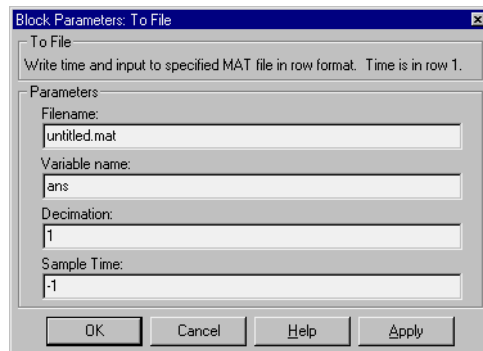 Block Parameters: To File
To File
Write time and input to specified MAT file in row format. Time is in row 1.
Parameters
Filename:
untitled.mat
Variable name:
ans
Decimation:
1
Sample Time:
-1
OK Cancel Help Apply